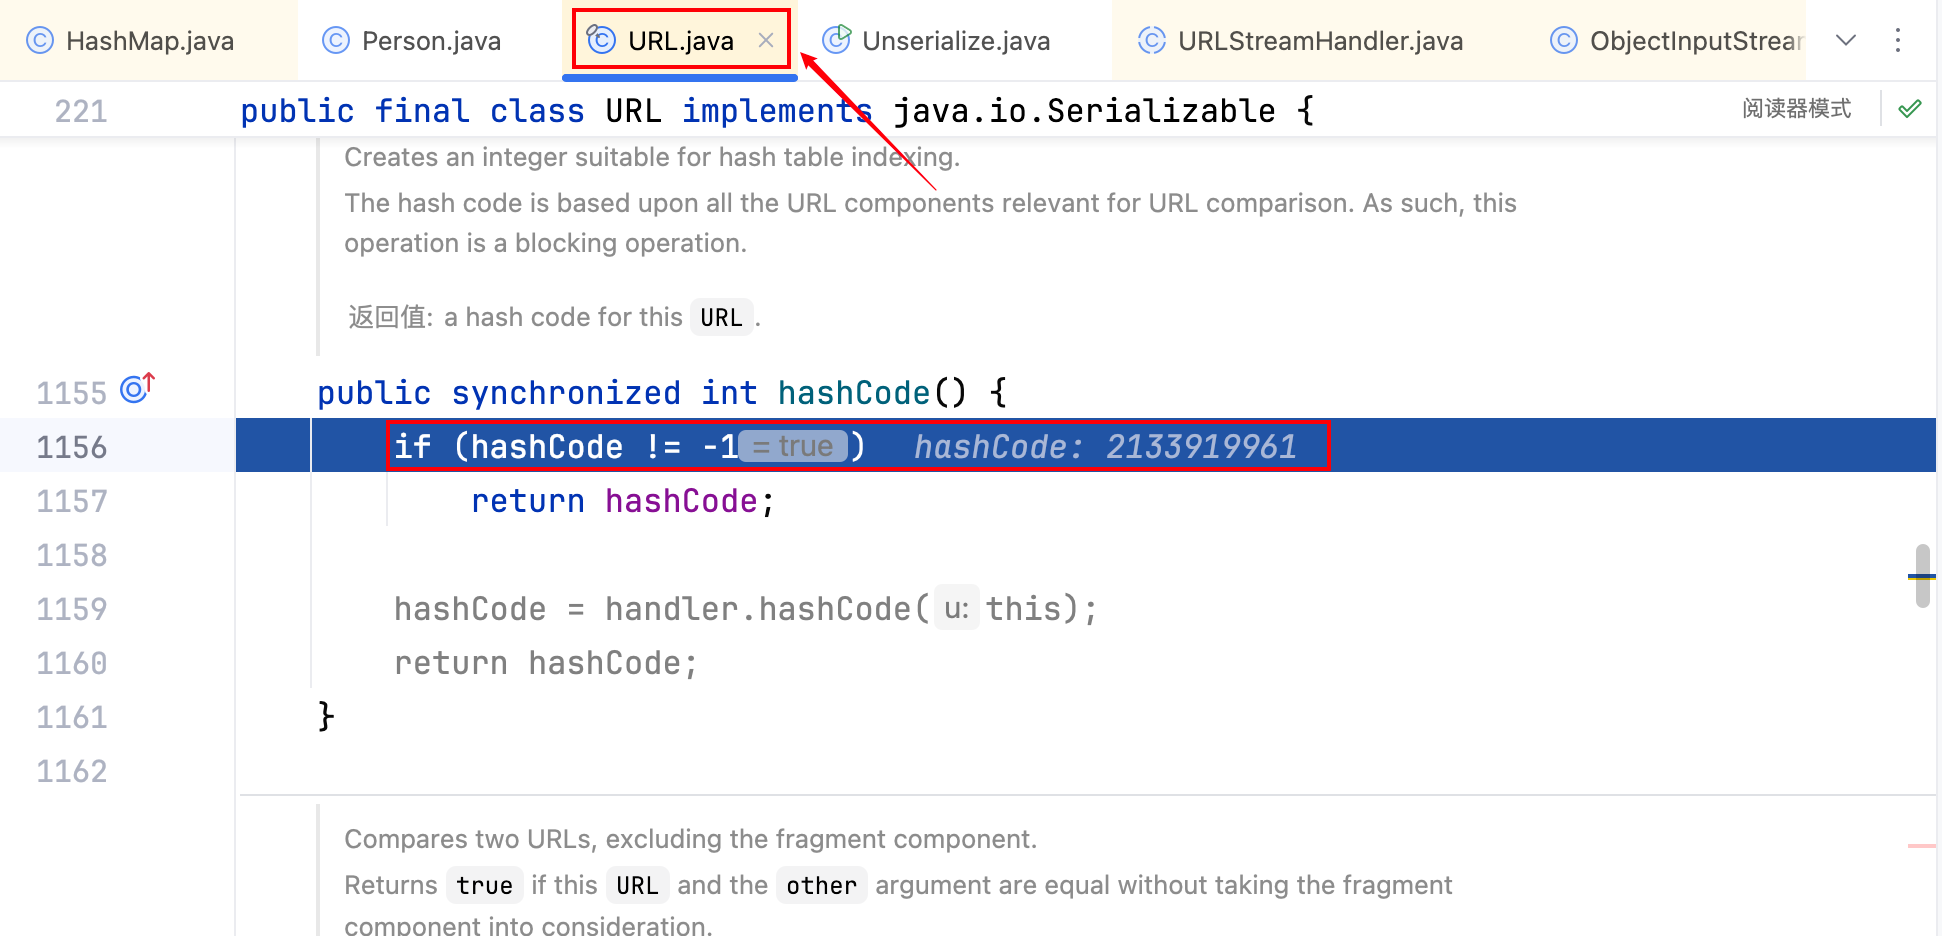 HashMap.java Person.java URL.java Unserialize.java URLStreamHandler.java ObjectInputStrear
221 public final class URL implements java.io.Serializable { 阅读器模式
Creates an integer suitable for hash table indexing.
The hash code is based upon all the URL components relevant for URL comparison. As such, this
operation is a blocking operation.
返回值: a hash code for this URL.
1155 public synchronized int hashCode() {
1156 if (hashCode != -1 = true ) hashCode: 2133919961
1157 return hashCode;
1158
1159 hashCode = handler.hashCode( u: this);
1160 return hashCode;
1161 }
1162
Compares two URLs, excluding the fragment component.
Returns true if this URL and the other argument are equal without taking the fragment
component into consideration.